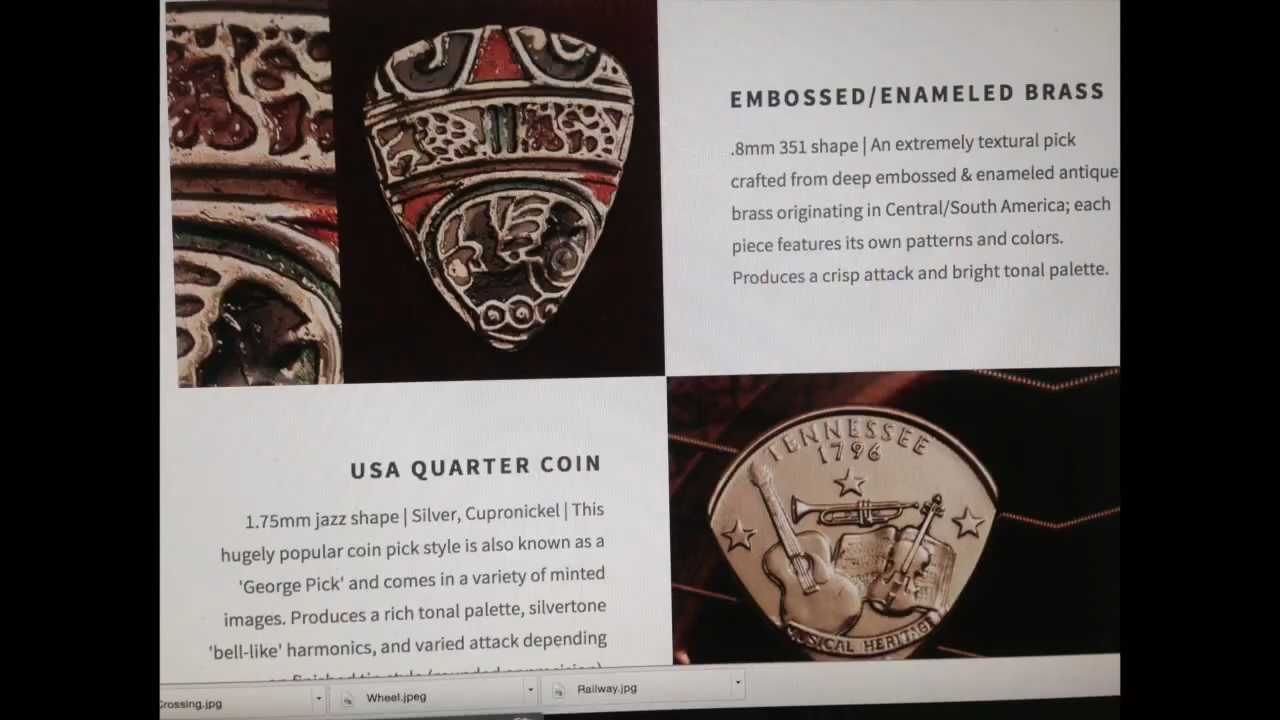 EMBOSSED/ENAMELED BRASS
.8mm 351 shape | An extremely textural pick
crafted from deep embossed & enameled antique
brass originating in Central/South America; each
piece features its own patterns and colors.
Produces a crisp attack and bright tonal palette.
USA QUARTER COIN
1.75mm jazz shape | Silver, Cupronickel | This
hugely popular coin pick style is also known as a
'George Pick' and comes in a variety of minted
images. Produces a rich tonal palette, silvertone
'bell-like' harmonics, and varied attack depending
TENNESSEE
1796
MUSICAL HERITAGE
Crossing.jpg
Wheel.jpeg
Railway.jpg